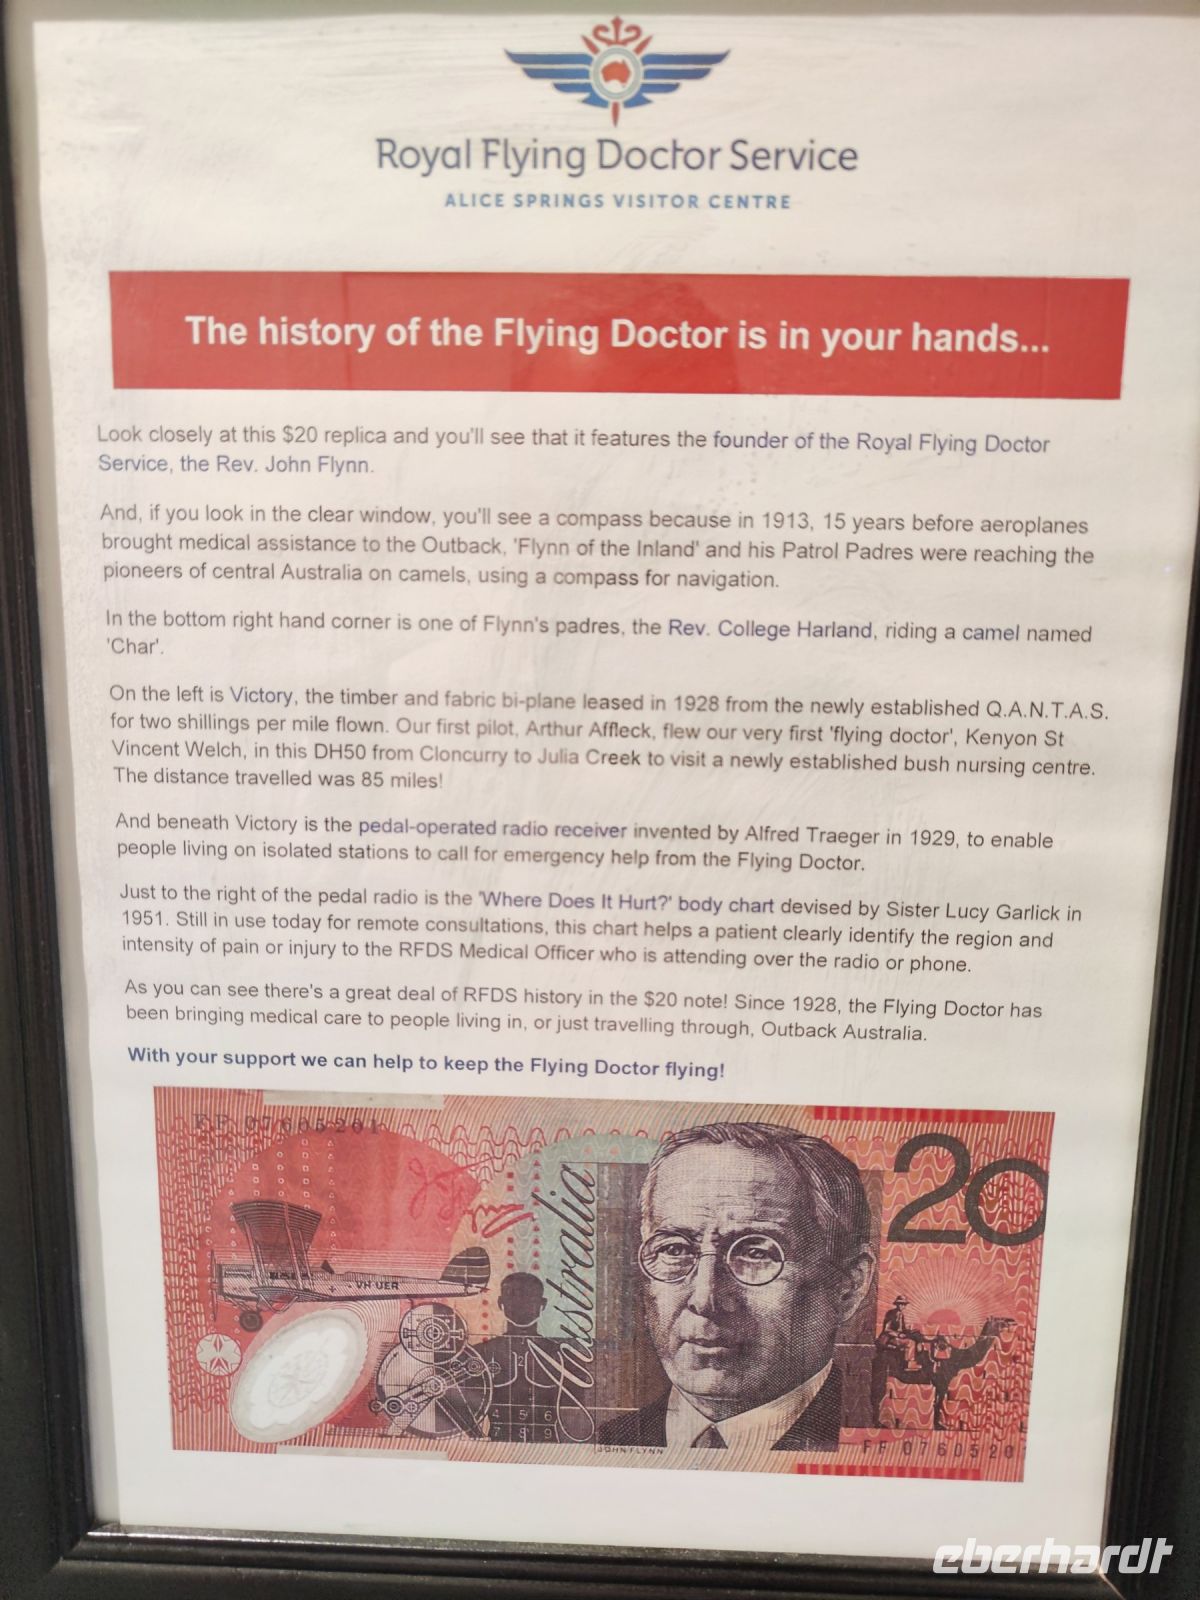 Royal Flying Doctor Service
ALICE SPRINGS VISITOR CENTRE
The history of the Flying Doctor is in your hands...
Look closely at this $20 replica and you'll see that it features the founder of the Royal Flying Doctor
Service, the Rev. John Flynn.
And, if you look in the clear window, you'll see a compass because in 1913, 15 years before aeroplanes
brought medical assistance to the Outback, 'Flynn of the Inland' and his Patrol Padres were reaching the
pioneers of central Australia on camels, using a compass for navigation.
In the bottom right hand corner is one of Flynn's padres, the Rev. College Harland, riding a camel named
'Char'.
On the left is Victory, the timber and fabric bi-plane leased in 1928 from the newly established Q.A.N.T.A.S.
for two shillings per mile flown. Our first pilot, Arthur Affleck, flew our very first 'flying doctor', Kenyon St
Vincent Welch, in this DH50 from Cloncurry to Julia Creek to visit a newly established bush nursing centre.
The distance travelled was 85 miles!
And beneath Victory is the pedal-operated radio receiver invented by Alfred Traeger in 1929, to enable
people living on isolated stations to call for emergency help from the Flying Doctor.
Just to the right of the pedal radio is the 'Where Does It Hurt?' body chart devised by Sister Lucy Garlick in
1951. Still in use today for remote consultations, this chart helps a patient clearly identify the region and
intensity of pain or injury to the RFDS Medical Officer who is attending over the radio or phone.
As you can see there's a great deal of RFDS history in the $20 note! Since 1928, the Flying Doctor has
been bringing medical care to people living in, or just travelling through, Outback Australia.
With your support we can help to keep the Flying Doctor flying!
FF 07605201
20
Australia
VH-UER
2
4 5 6
7 8 9
JOHN FLYNN
FF 0760520
eberhardt